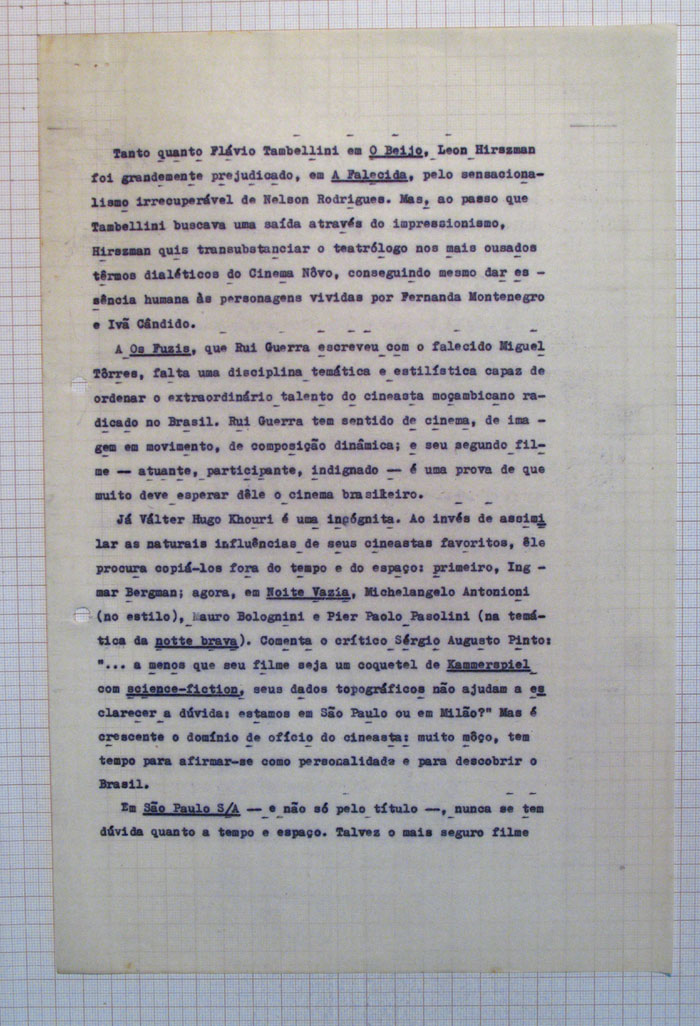 Tanto quanto Flávio Tambellini em O Beijo, Leon Hirszman
foi grandemente prejudicado, em A Falecida, pelo sensaciona-
lismo irrecuperável de Nelson Rodrigues. Mas, ao passo que
Tambellini buscava uma saída através do impressionismo,
Hirszman quis transubstanciar o teatrólogo nos mais ousados
têrmos dialéticos do Cinema Nôvo, conseguindo mesmo dar es -
sência humana às personagens vividas por Fernanda Montenegro
e Ivã Cândido.
A Os Fuzis, que Rui Guerra escreveu com o falecido Miguel
Tôrres, falta uma disciplina temática e estilística capaz de
ordenar o extraordinário talento do cineasta moçambicano ra-
dicado no Brasil. Rui Guerra tem sentido de cinema, de ima -
gem em movimento, de composição dinâmica; e seu segundo fil-
me — atuante, participante, indignado — é uma prova de que
muito deve esperar dêle o cinema brasileiro.
Já Válter Hugo Khouri é uma incógnita. Ao invés de assimi
lar as naturais influências de seus cineastas favoritos, êle
procura copiá-los fora do tempo e do espaço: primeiro, Ing -
mar Bergman; agora, em Noite Vazia, Michelangelo Antonioni
(no estilo), Mauro Bolognini e Pier Paolo Pasolini (na temá-
tica da notte brava). Comenta o crítico Sérgio Augusto Pinto:
"... a menos que seu filme seja um coquetel de Kammerspiel
com science-fiction, seus dados topográficos não ajudam a es
clarecer a dúvida: estamos em São Paulo ou em Milão?" Mas é
crescente o domínio de ofício do cineasta: muito môço, tem
tempo para afirmar-se como personalidade e para descobrir o
Brasil.
Em São Paulo S/A — e não só pelo título —, nunca se tem
dúvida quanto a tempo e espaço. Talvez o mais seguro filme